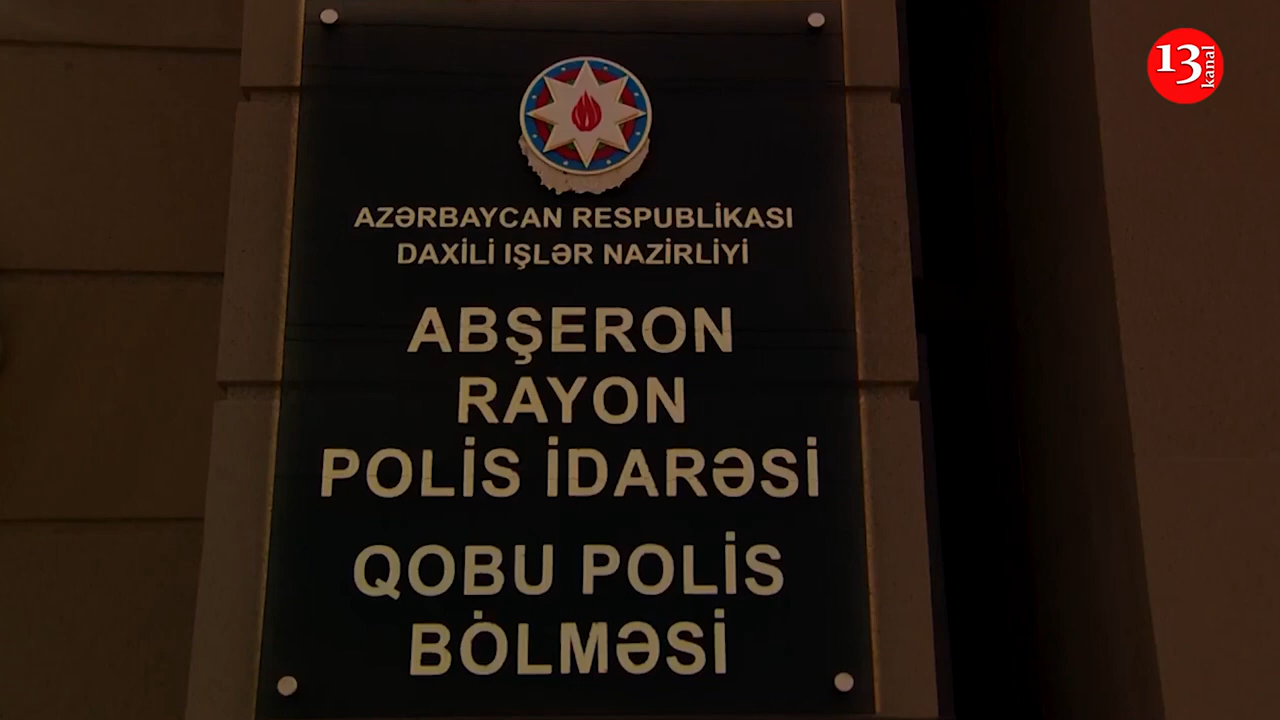 13 kanal
AZƏRBAYCAN RESPUBLİKASI
DAXİLİ IŞLƏR NAZİRLİYİ
ABŞERON
RAYON
POLİS İDARƏSİ
QOBU POLİS
BÖLMƏSİ